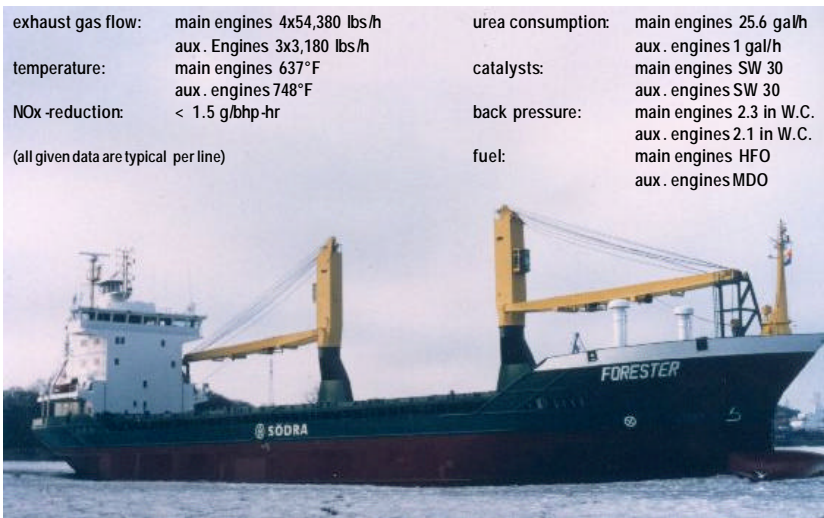 exhaust gas flow: main engines 4x54,380 lbs/h
aux. Engines 3x3,180 lbs/h
temperature: main engines 637°F
aux. engines 748°F
NOx-reduction: < 1.5 g/bhp-hr
(all given data are typical per line)
urea consumption: main engines 25.6 gal/h
aux. engines 1 gal/h
catalysts: main engines SW 30
aux. engines SW 30
back pressure: main engines 2.3 in W.C.
aux. engines 2.1 in W.C.
fuel: main engines HFO
aux. engines MDO
FORESTER
SÖDRA